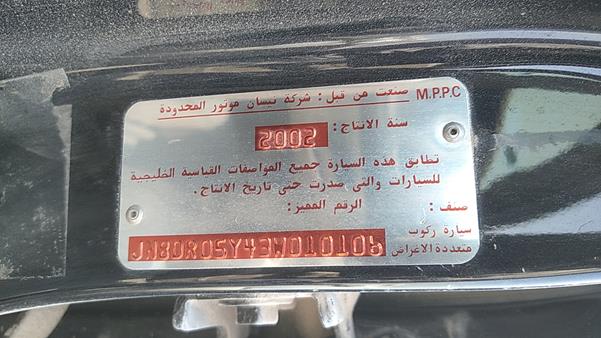 M.P.P.C
صنعت من قبل : شركة نيسان موتور المحدودة
سنة الانتاج : 2002
تطابق هذه السيارة جميع المواصفات القياسية الخليجية
للسيارات والتى صدرت حتى تاريخ الانتاج.
صنف : الرقم المميز:
سيارة ركوب
متعددة الاغراض JN8DR05Y43W010106